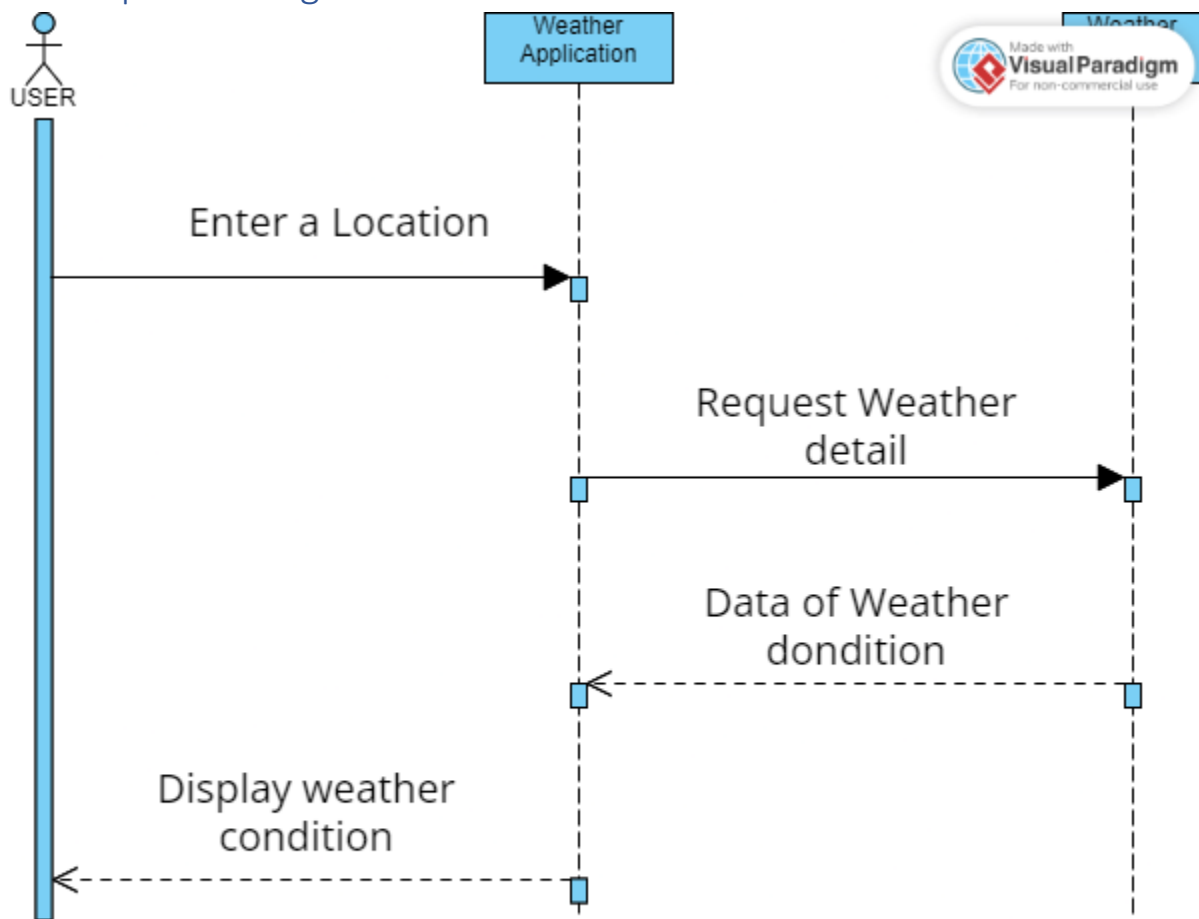 Weather
Application
Weather
Made with
Visual Paradigm
For non-commercial use
USER
Enter a Location
Request Weather
detail
Data of Weather
dondition
Display weather
condition